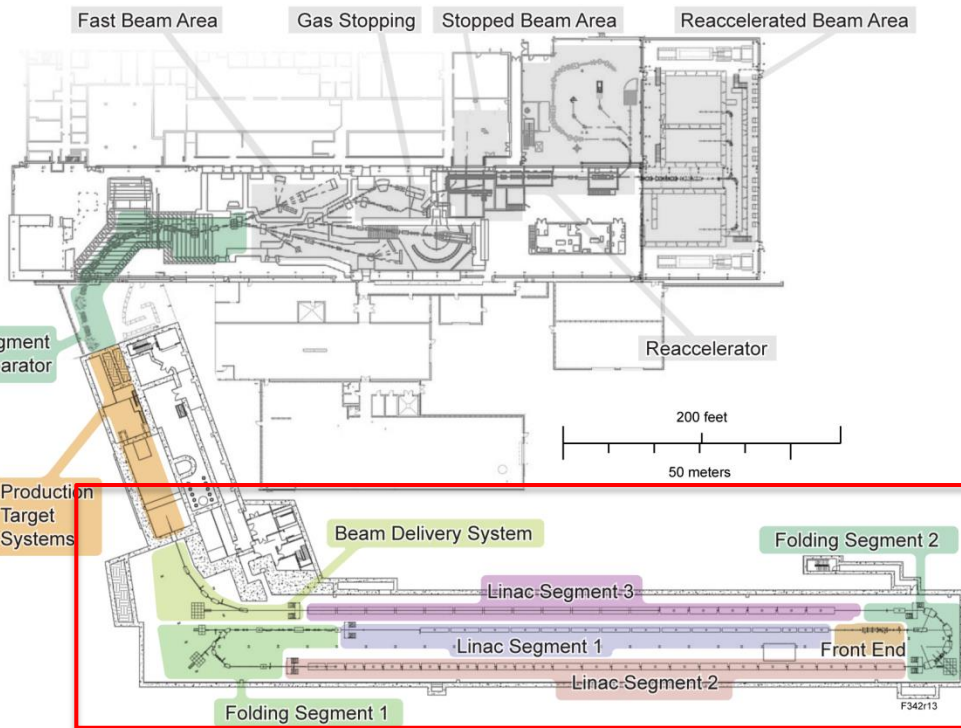 Fast Beam Area
Gas Stopping
Stopped Beam Area
Reaccelerated Beam Area
Reaccelerator
200 feet
50 meters
Production
Target
Systems
Beam Delivery System
Folding Segment 2
Linac Segment 3
Linac Segment 1
Front End
Linac Segment 2
Folding Segment 1
F342r13